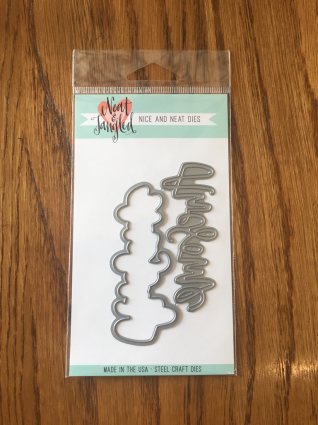 Neat
&
Tangled
NICE AND NEAT DIES
MADE IN THE USA - STEEL CRAFT DIES